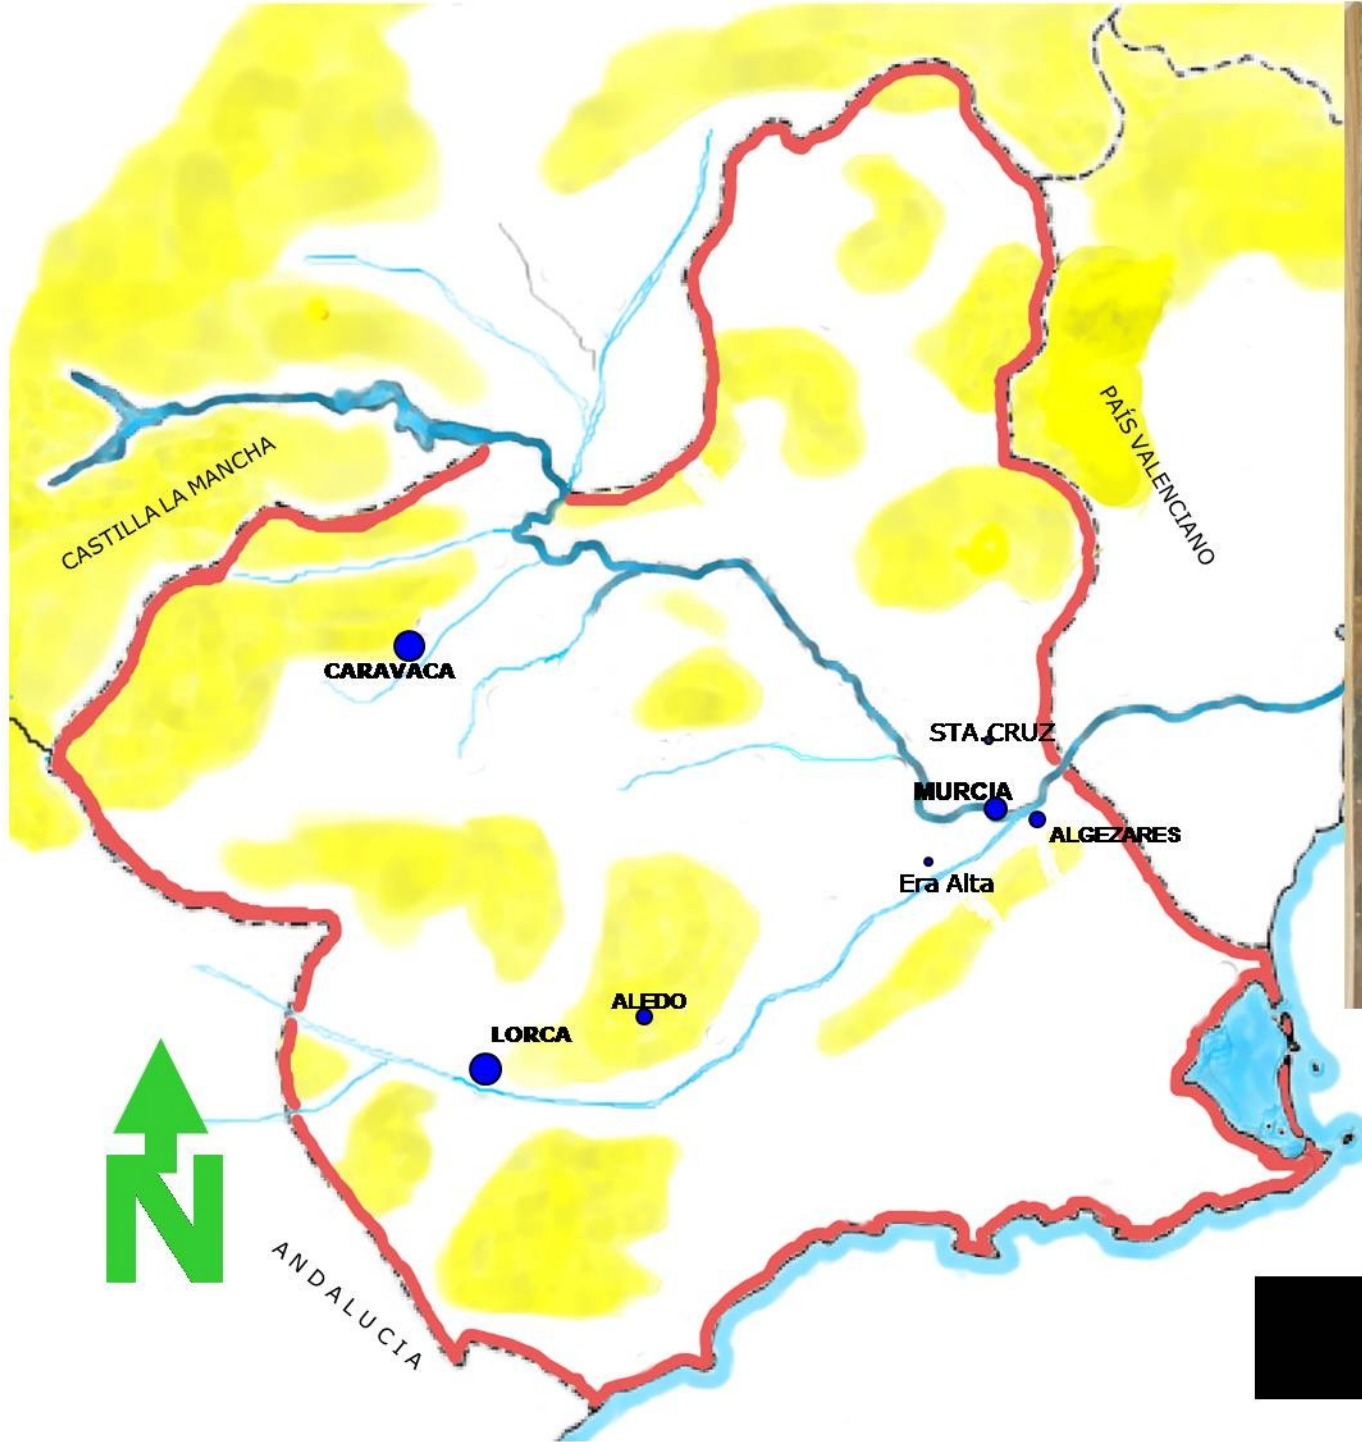 PAÍS VALENCIANO
CASTILLA LA MANCHA
CARAVACA
STA.CRUZ
MURCIA
ALGEZARES
Era Alta
ALEDO
LORCA
N
ANDALUCIA